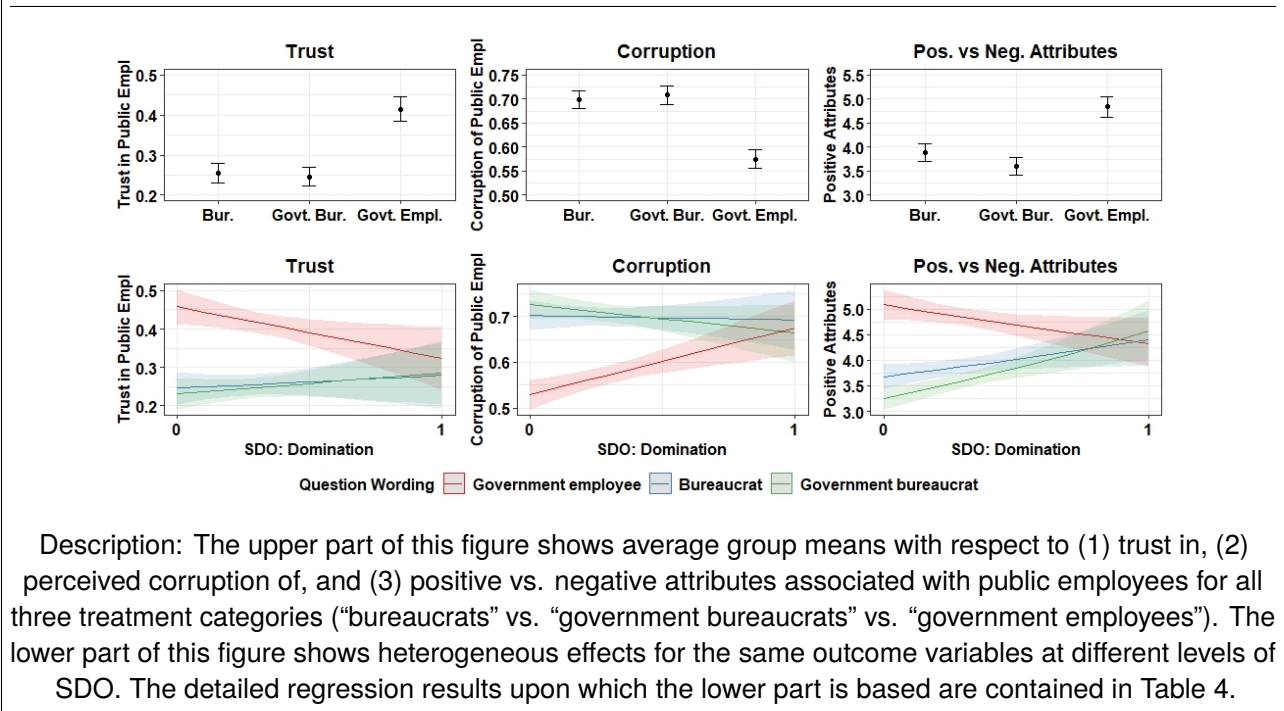 Trust
Corruption
Pos. vs Neg. Attributes
Trust in Public Empl
0.5
0.4
0.3
0.2
Bur.
Govt. Bur.
Govt. Empl.
Corruption of Public Empl
0.75
0.70
0.65
0.60
0.55
0.50
Bur.
Govt. Bur.
Govt. Empl.
Positive Attributes
5.5
5.0
4.5
4.0
3.5
3.0
Bur.
Govt. Bur.
Govt. Empl.
Trust
Corruption
Pos. vs Neg. Attributes
Trust in Public Empl
0.5
0.4
0.3
0.2
0
1
SDO: Domination
Corruption of Public Empl
0.7
0.6
0.5
0
1
SDO: Domination
Positive Attributes
5.0
4.5
4.0
3.5
3.0
0
1
SDO: Domination
Question Wording Government employee Bureaucrat Government bureaucrat
Description: The upper part of this figure shows average group means with respect to (1) trust in, (2)
perceived corruption of, and (3) positive vs. negative attributes associated with public employees for all
three treatment categories (“bureaucrats” vs. “government bureaucrats” vs. “government employees”). The
lower part of this figure shows heterogeneous effects for the same outcome variables at different levels of
SDO. The detailed regression results upon which the lower part is based are contained in Table 4.